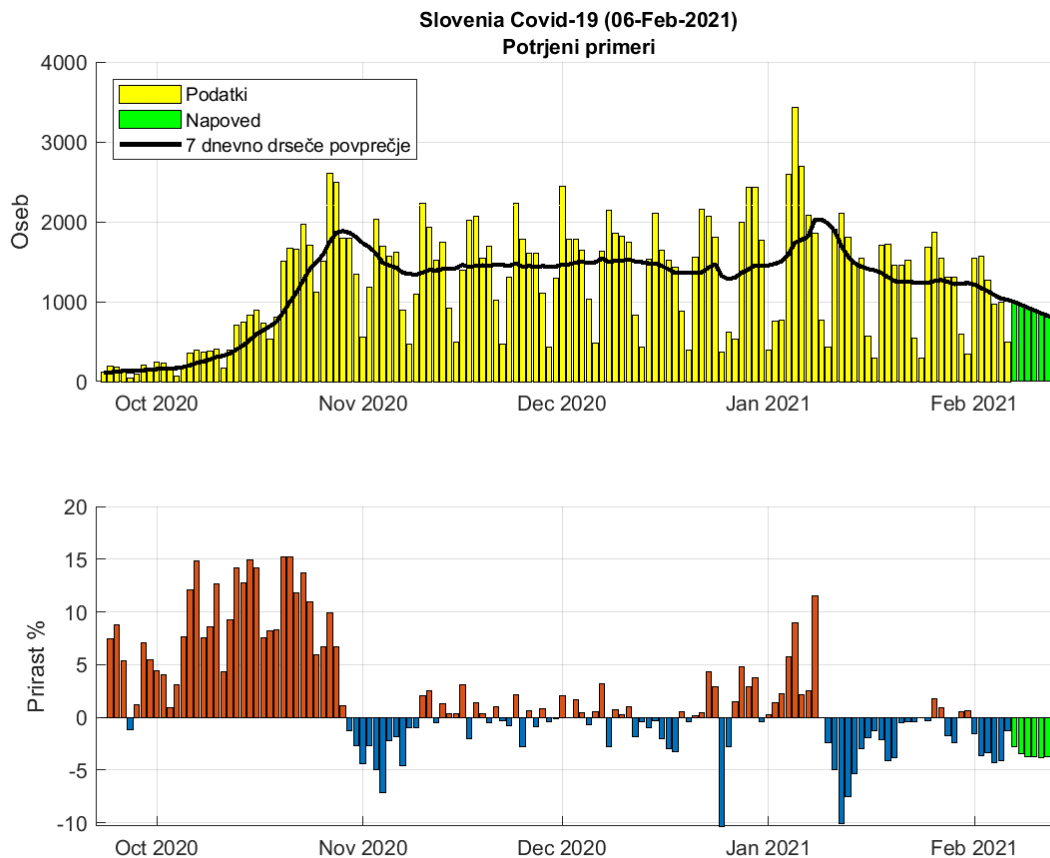 Slovenia Covid-19 (06-Feb-2021)
Potrjeni primeri
4000
3000
2000
1000
0
Oseb
Podatki
Napoved
7 dnevno drseče povprečje
Oct 2020
Nov 2020
Dec 2020
Jan 2021
Feb 2021
20
15
10
5
0
-5
-10
Prirast %
Oct 2020
Nov 2020
Dec 2020
Jan 2021
Feb 2021